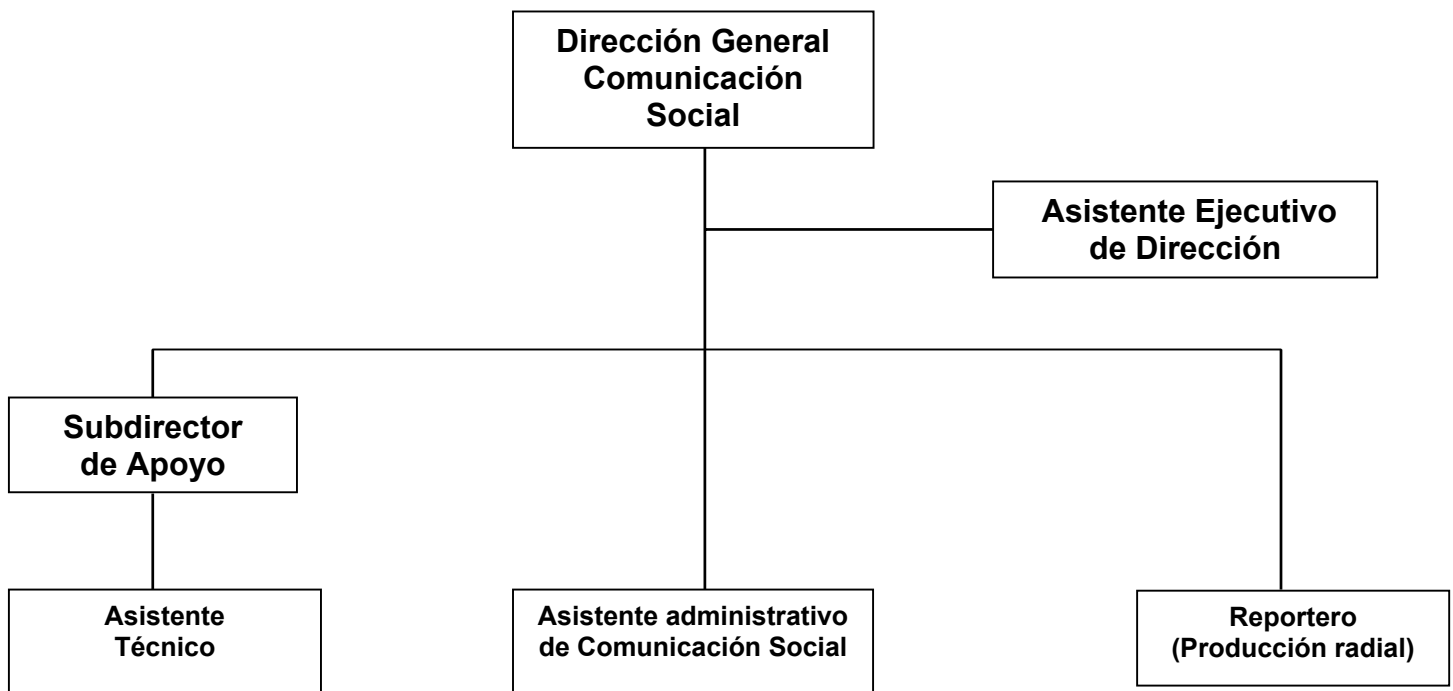 Dirección General
Comunicación
Social
Asistente Ejecutivo
de Dirección
Subdirector
de Apoyo
Asistente
Técnico
Asistente administrativo
de Comunicación Social
Reportero
(Producción radial)